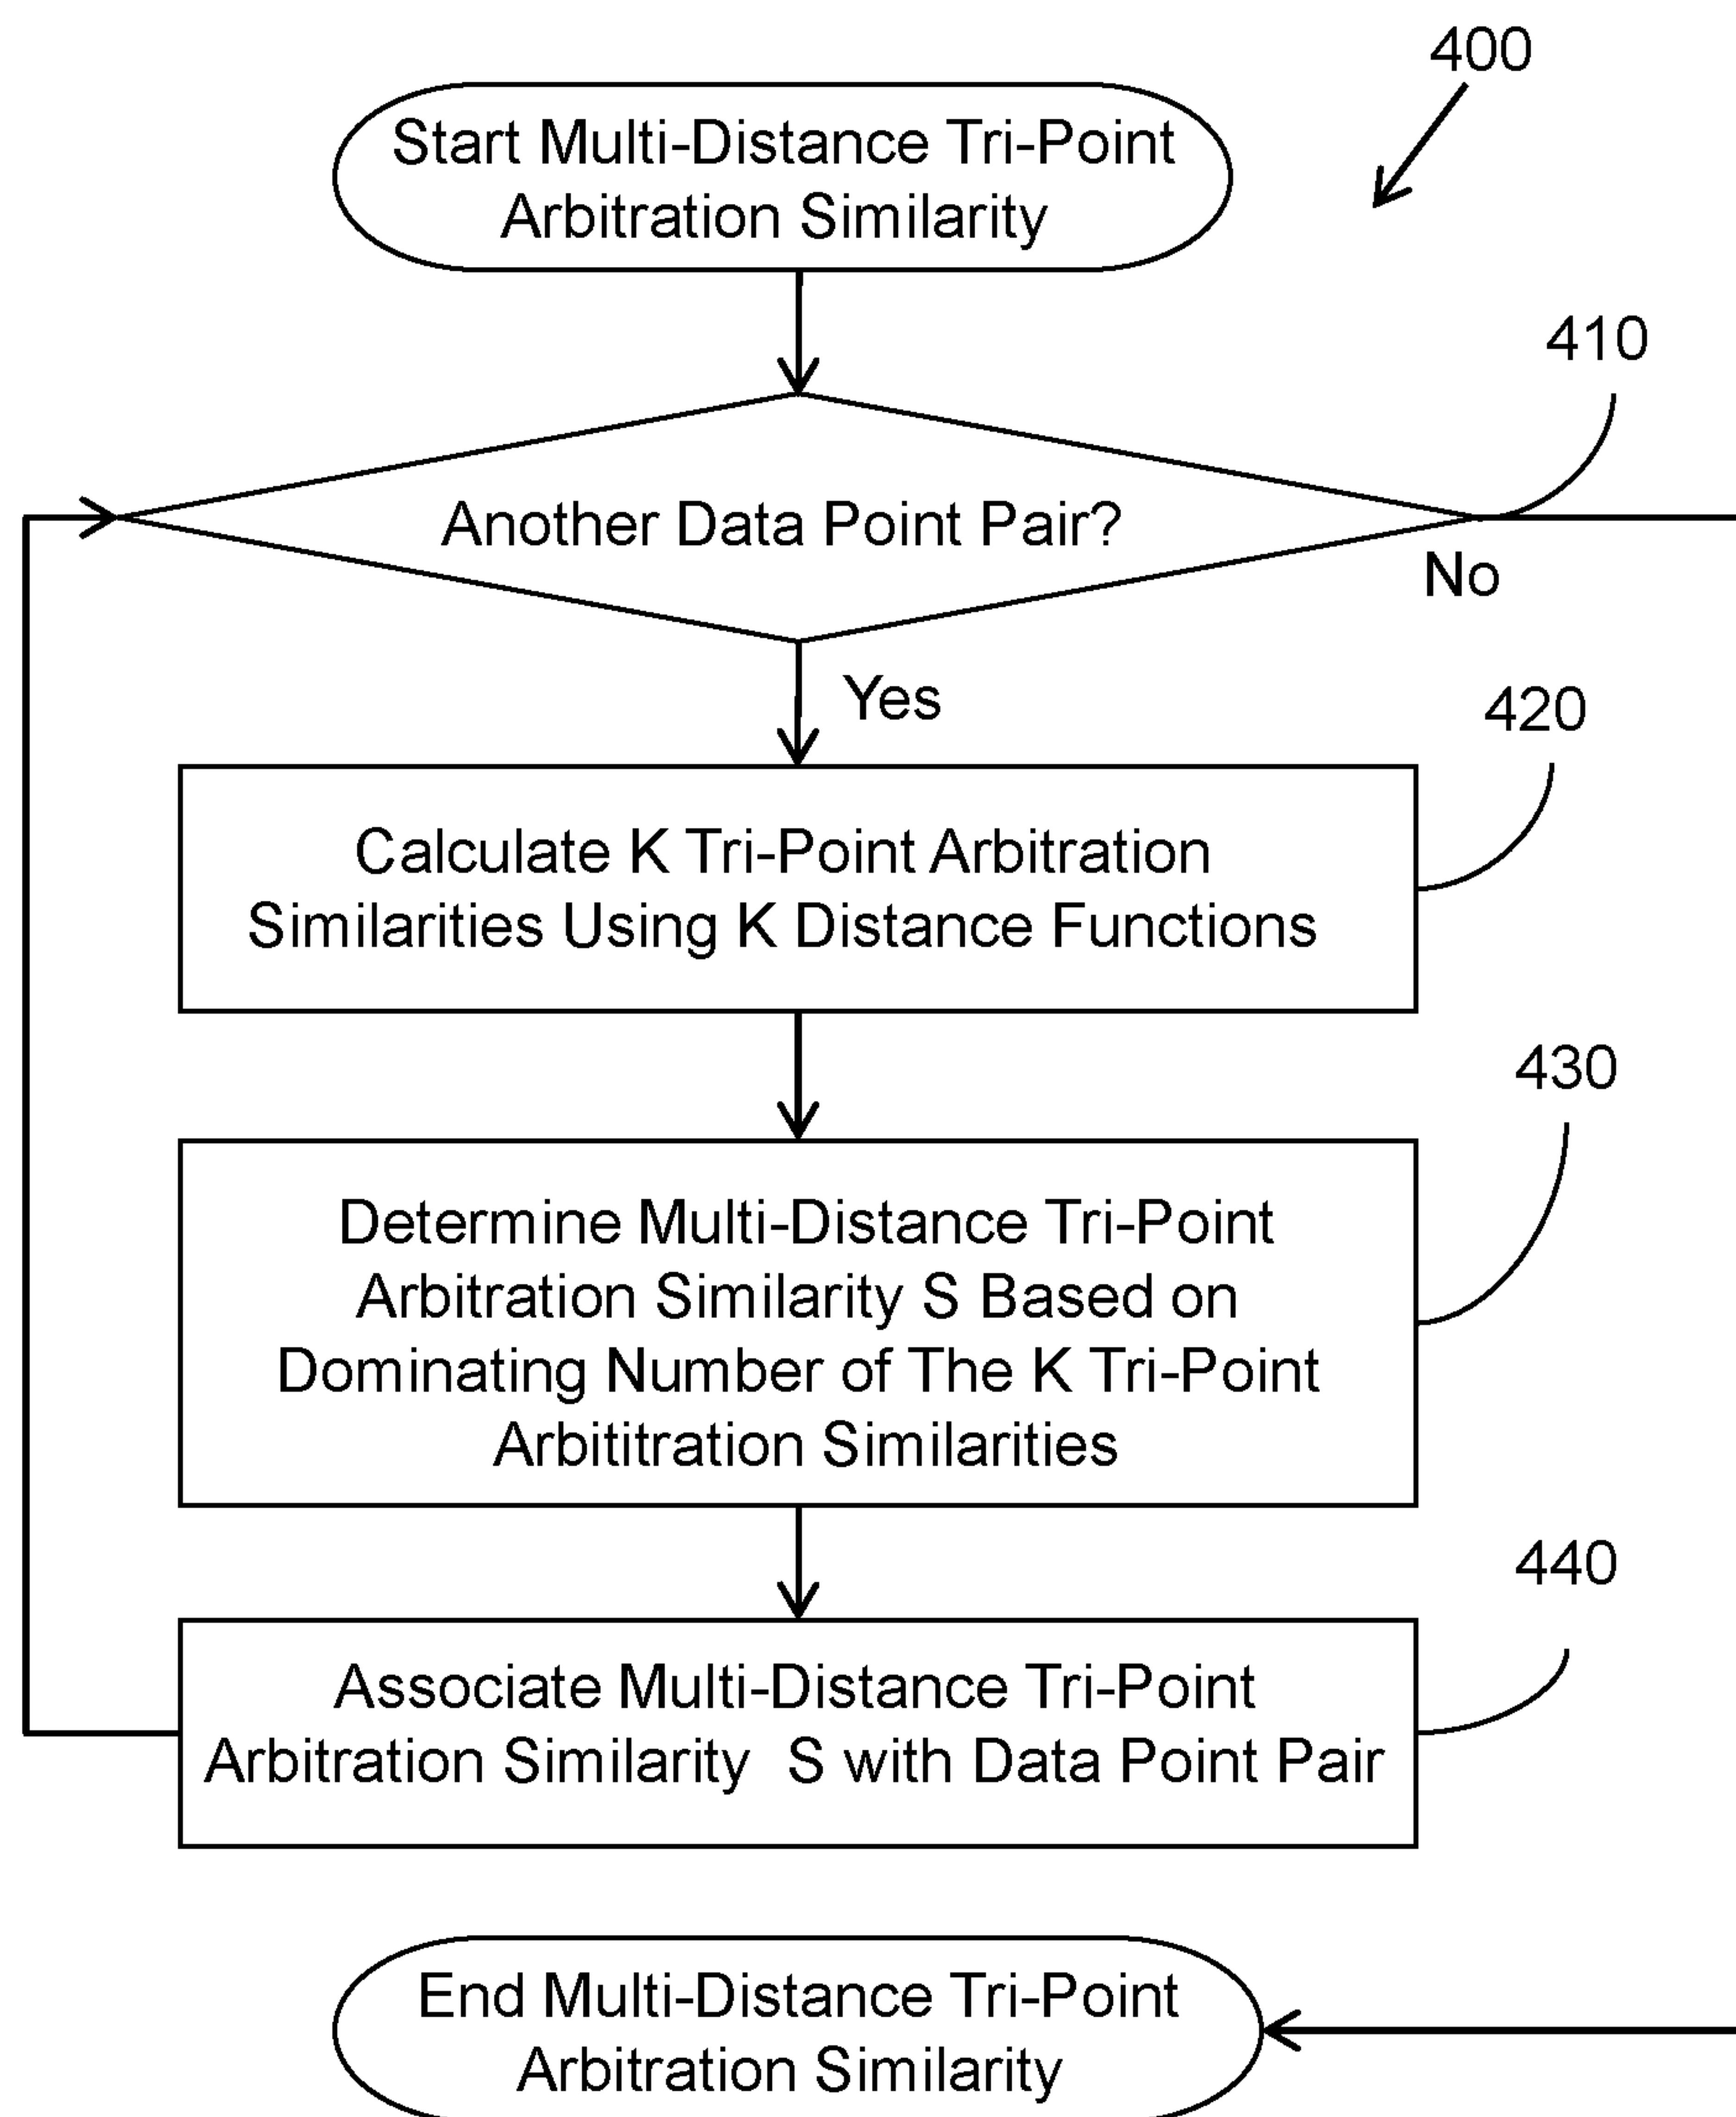 400
Start Multi-Distance Tri-Point
Arbitration Similarity
410
Another Data Point Pair?
No
Yes
420
Calculate K Tri-Point Arbitration
Similarities Using K Distance Functions
430
Determine Multi-Distance Tri-Point
Arbitration Similarity S Based on
Dominating Number of The K Tri-Point
Arbititration Similarities
440
Associate Multi-Distance Tri-Point
Arbitration Similarity  S with Data Point Pair
End Multi-Distance Tri-Point
Arbitration Similarity